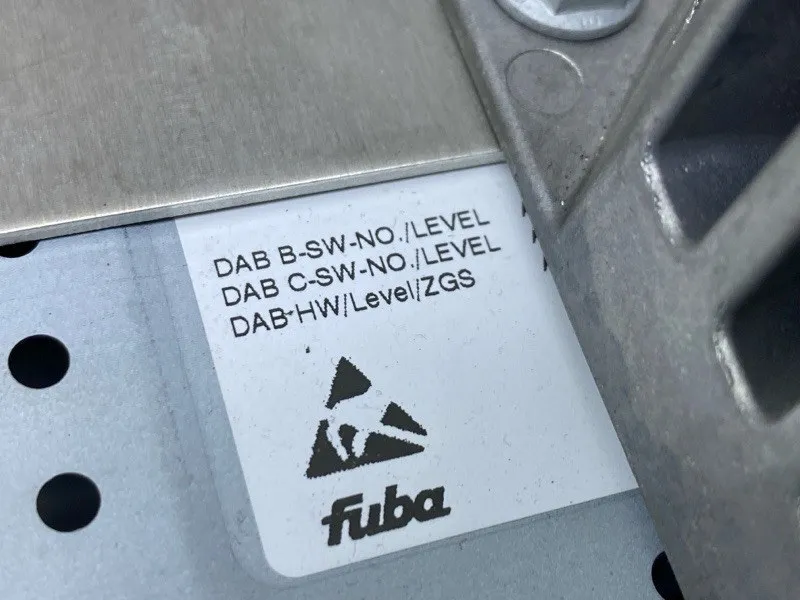 DAB B-SW-NO./LEVEL
DAB C-SW-NO./LEVEL
DAB-HW/Level/ZGS
fuba